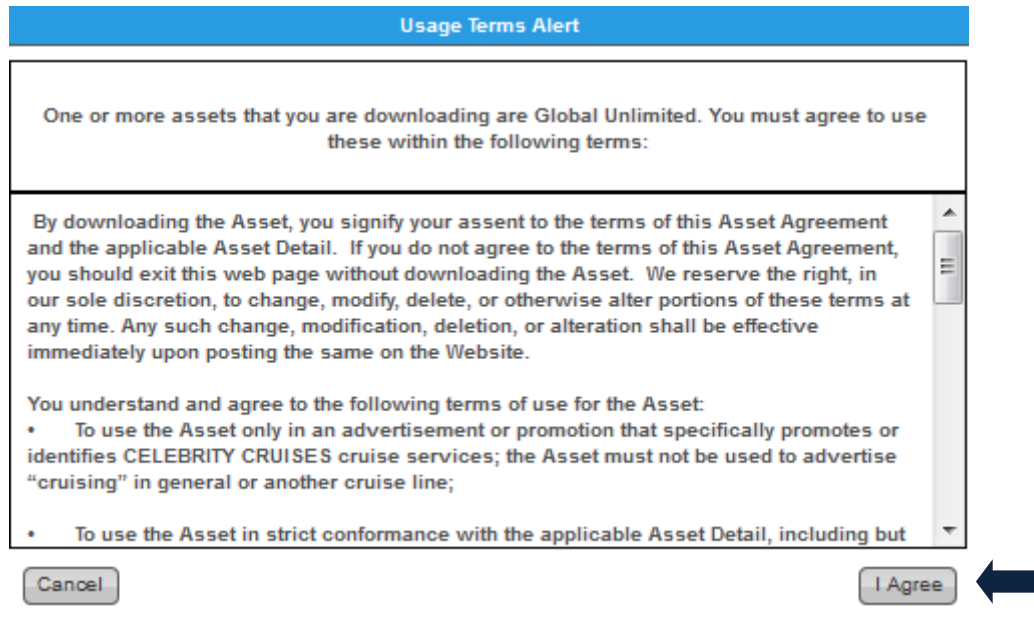 Usage Terms Alert
One or more assets that you are downloading are Global Unlimited. You must agree to use
these within the following terms:
By downloading the Asset, you signify your assent to the terms of this Asset Agreement
and the applicable Asset Detail.  If you do not agree to the terms of this Asset Agreement,
you should exit this web page without downloading the Asset.  We reserve the right, in
our sole discretion, to change, modify, delete, or otherwise alter portions of these terms at
any time. Any such change, modification, deletion, or alteration shall be effective
immediately upon posting the same on the Website.
You understand and agree to the following terms of use for the Asset:
• To use the Asset only in an advertisement or promotion that specifically promotes or
identifies CELEBRITY CRUISES cruise services; the Asset must not be used to advertise
“cruising” in general or another cruise line;
• To use the Asset in strict conformance with the applicable Asset Detail, including but
Cancel
I Agree